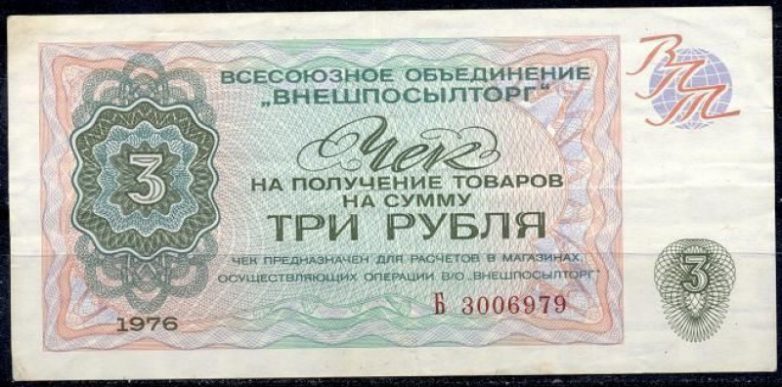 ВСЕСОЮЗНОЕ ОБЪЕДИНЕНИЕ
„ВНЕШПОСЫЛТОРГ"
ВПТ
Чек
3
НА ПОЛУЧЕНИЕ ТОВАРОВ
НА СУММУ
ТРИ РУБЛЯ
ЧЕК ПРЕДНАЗНАЧЕН ДЛЯ РАСЧЕТОВ В МАГАЗИНАХ,
ОСУЩЕСТВЛЯЮЩИХ ОПЕРАЦИИ В/О „ВНЕШПОСЫЛТОРГ"
3
Б 3006979
1976